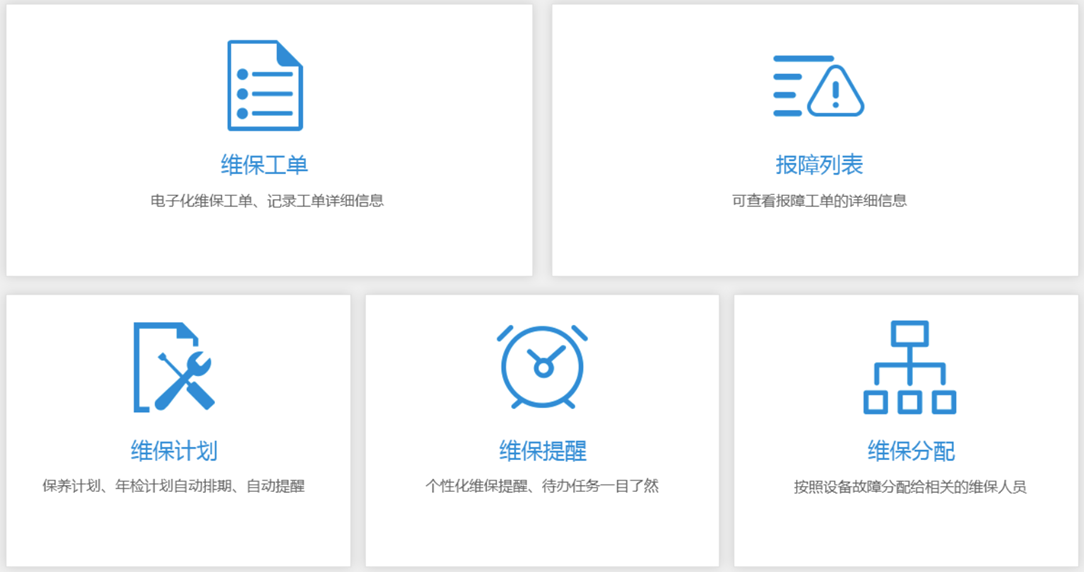 维保工单
电子化维保工单、记录工单详细信息
报障列表
可查看报障工单的详细信息
维保计划
保养计划、年检计划自动排期、自动提醒
维保提醒
个性化维保提醒、待办任务一目了然
维保分配
按照设备故障分配给相关的维保人员